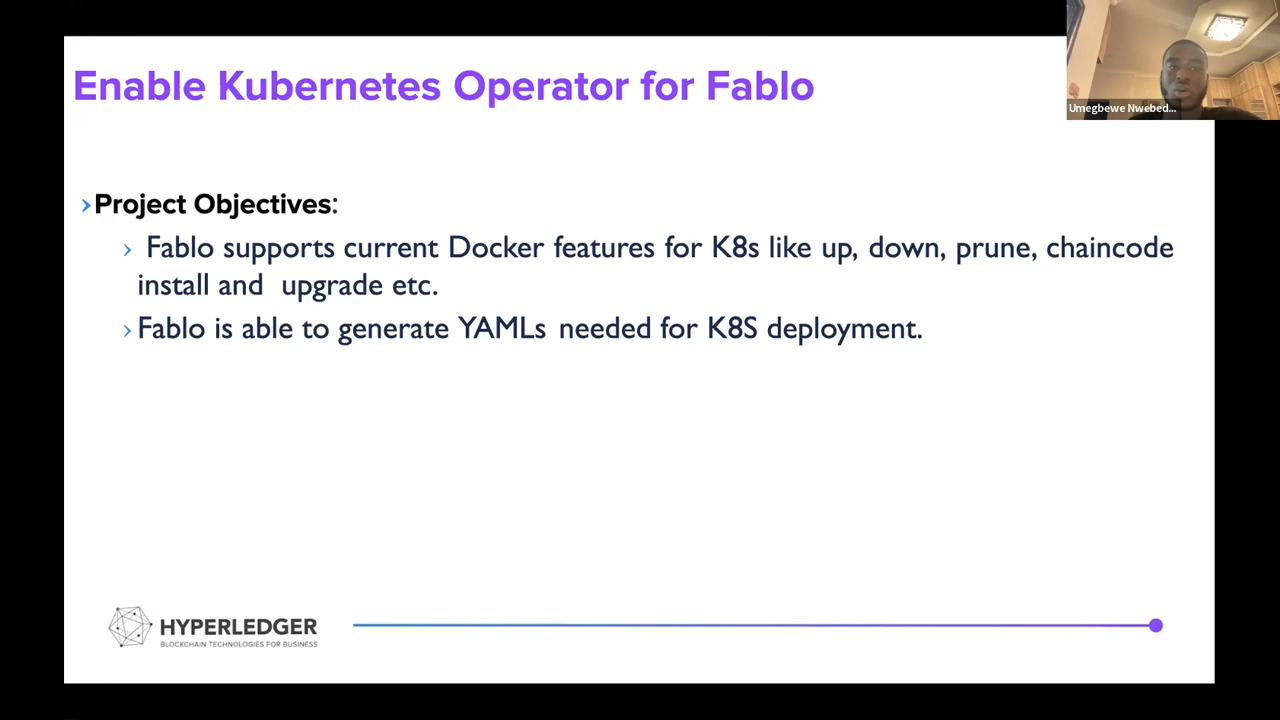 Enable Kubernetes Operator for Fablo
Umegbewe Nwebed...
›Project Objectives:
› Fablo supports current Docker features for K8s like up, down, prune, chaincode
install and upgrade etc.
› Fablo is able to generate YAMLs needed for K8S deployment.
HYPERLEDGER
BLOCKCHAIN TECHNOLOGIES FOR BUSINESS